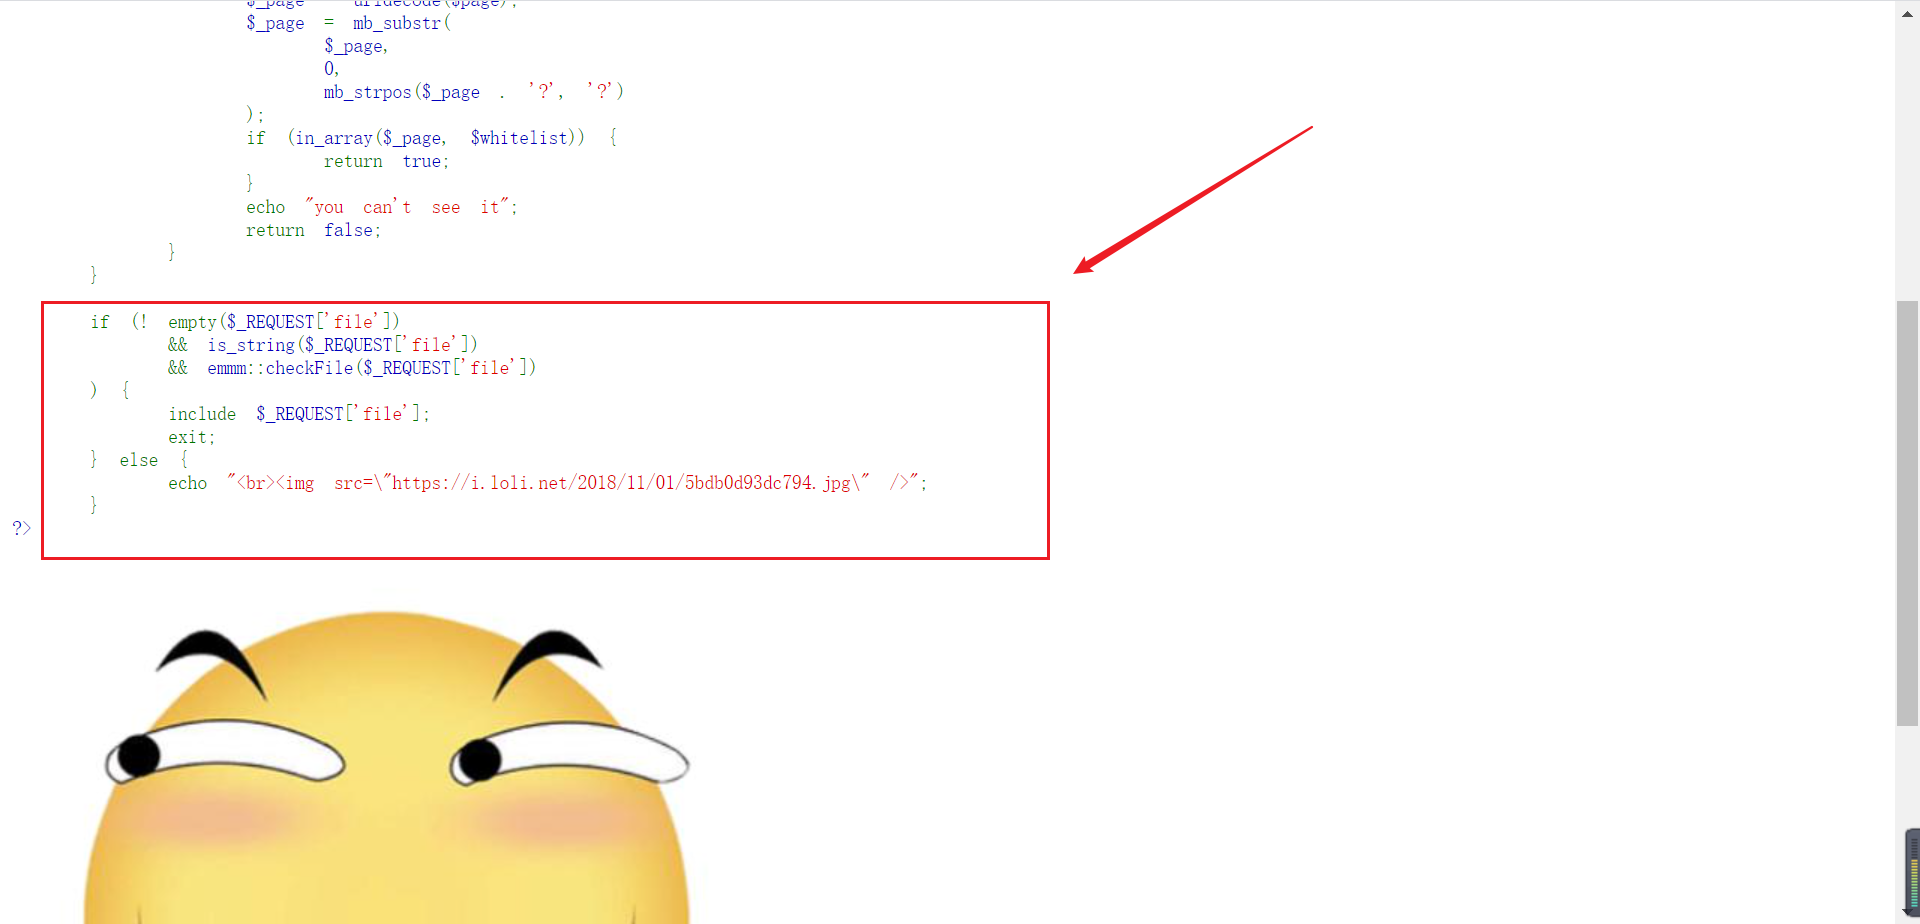 $_page = urldecode($page);
$_page = mb_substr(
$_page,
0,
mb_strpos($_page . '?', '?')
);
if (in_array($_page, $whitelist)) {
return true;
}
echo "you can't see it";
return false;
}
}
if (! empty($_REQUEST['file'])
&& is_string($_REQUEST['file'])
&& emmm::checkFile($_REQUEST['file'])
) {
include $_REQUEST['file'];
exit;
} else {
echo "<br><img src=\"https://i.loli.net/2018/11/01/5bdb0d93dc794.jpg\" />";
}
?>